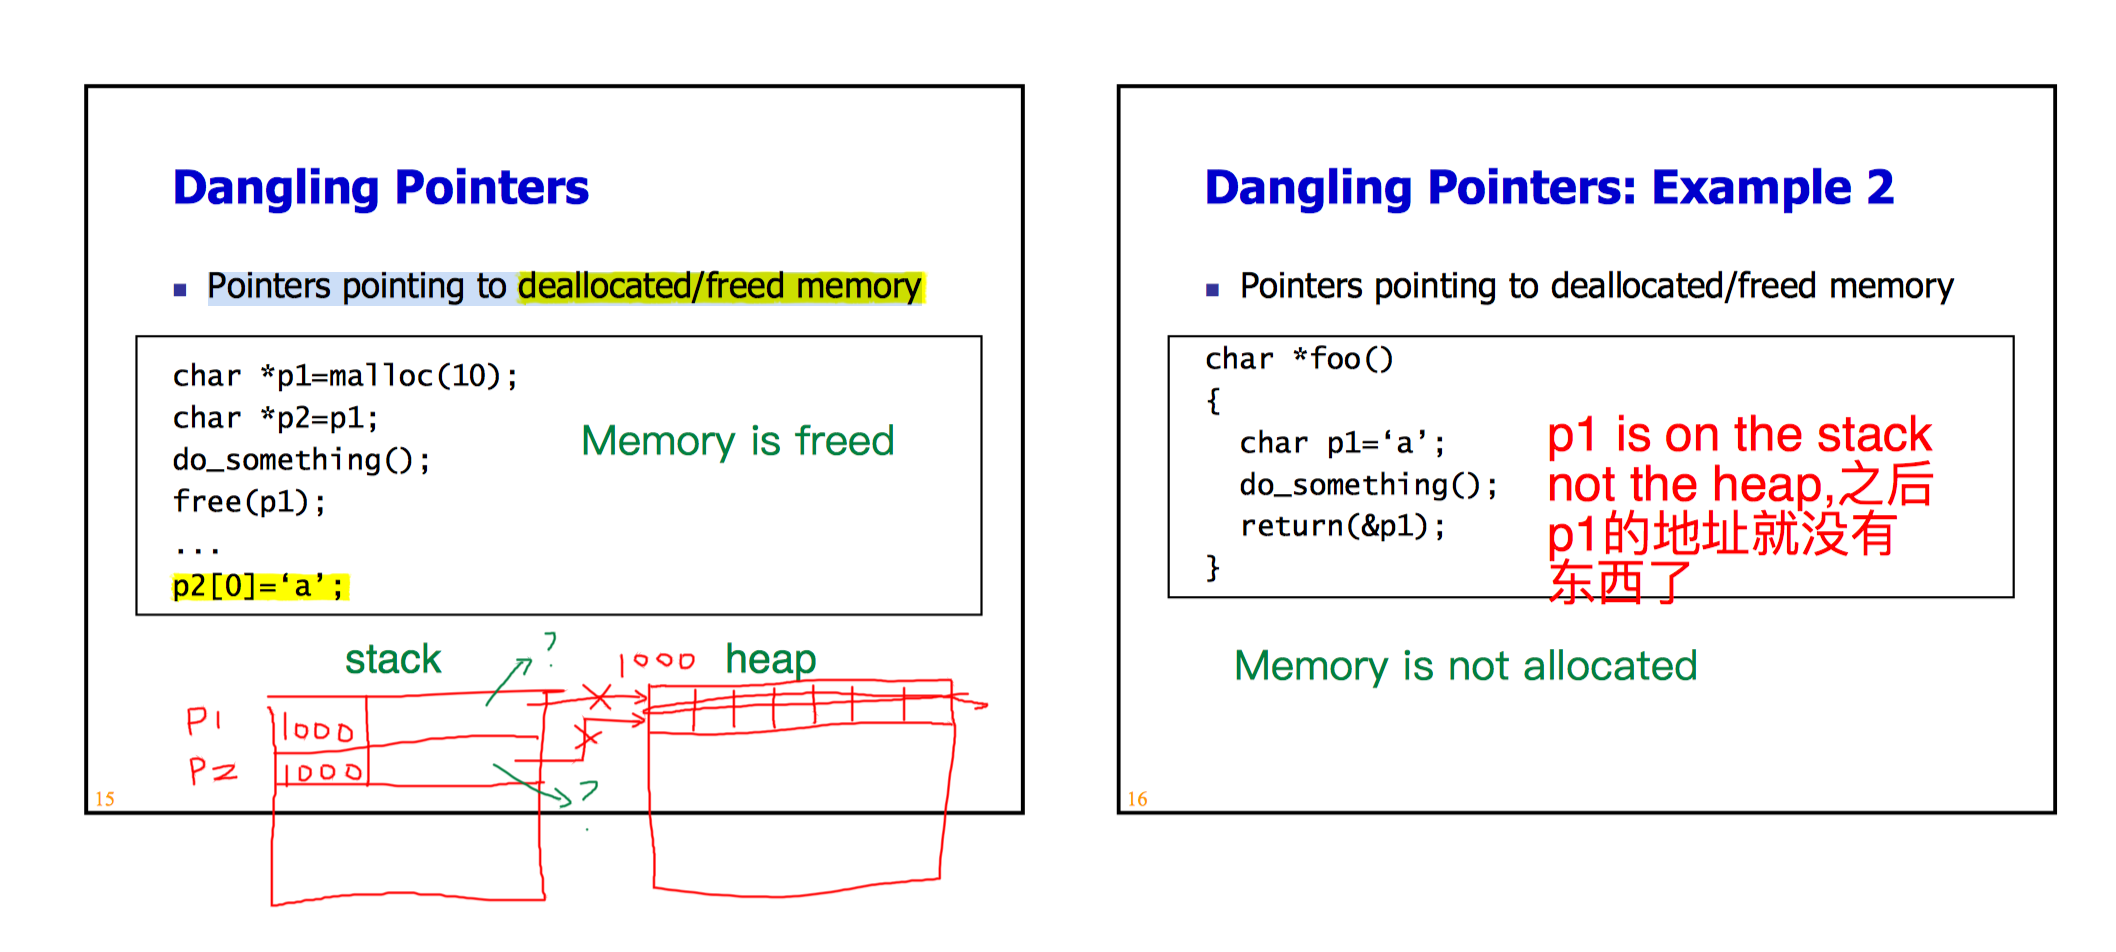 Dangling Pointers
■ Pointers pointing to deallocated/freed memory
char *p1=malloc(10);
char *p2=p1;
do_something();
free(p1);
...
p2[0]=‘a’;
Memory is freed
stack
?
1000
heap
P1
1000
P2
1000
?
15
Dangling Pointers: Example 2
■ Pointers pointing to deallocated/freed memory
char *foo()
{
char p1=‘a’;
do_something();
return(&p1);
}
p1 is on the stack
not the heap,之后
p1的地址就没有
东西了
Memory is not allocated
16